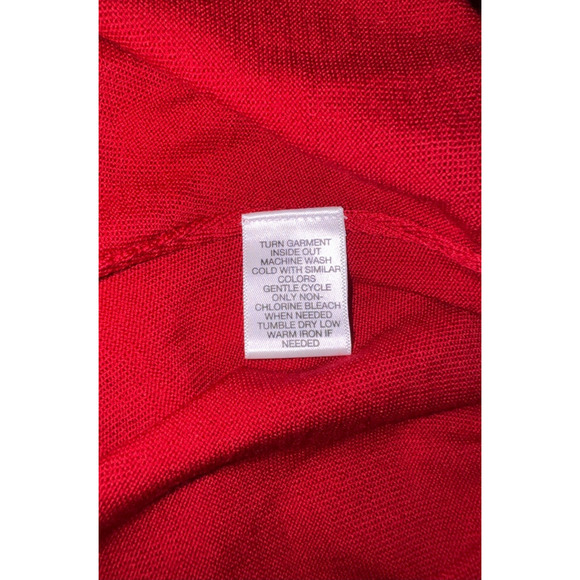 TURN GARMENT
INSIDE OUT
MACHINE WASH
COLD WITH SIMILAR
COLORS
GENTLE CYCLE
ONLY NON-
CHLORINE BLEACH
WHEN NEEDED
TUMBLE DRY LOW
WARM IRON IF
NEEDED